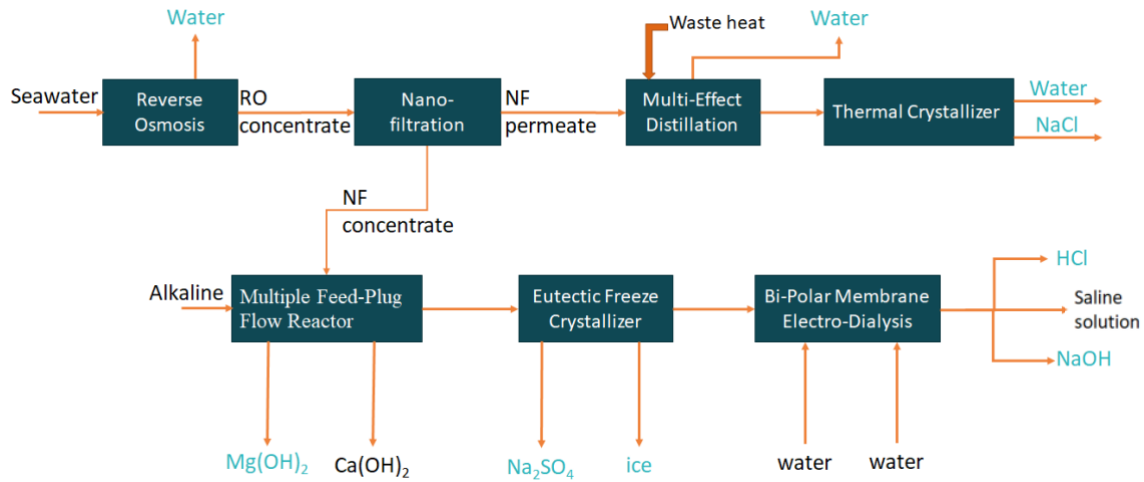 Water
Waste heat
Water
Seawater
Reverse
Osmosis
RO
concentrate
Nano-
filtration
NF
permeate
Multi-Effect
Distillation
Thermal Crystallizer
Water
NaCl
NF
concentrate
Alkaline
Multiple Feed-Plug
Flow Reactor
Eutectic Freeze
Crystallizer
Bi-Polar Membrane
Electro-Dialysis
HCl
Saline
solution
NaOH
Mg(OH)₂
Ca(OH)₂
Na₂SO₄
ice
water
water